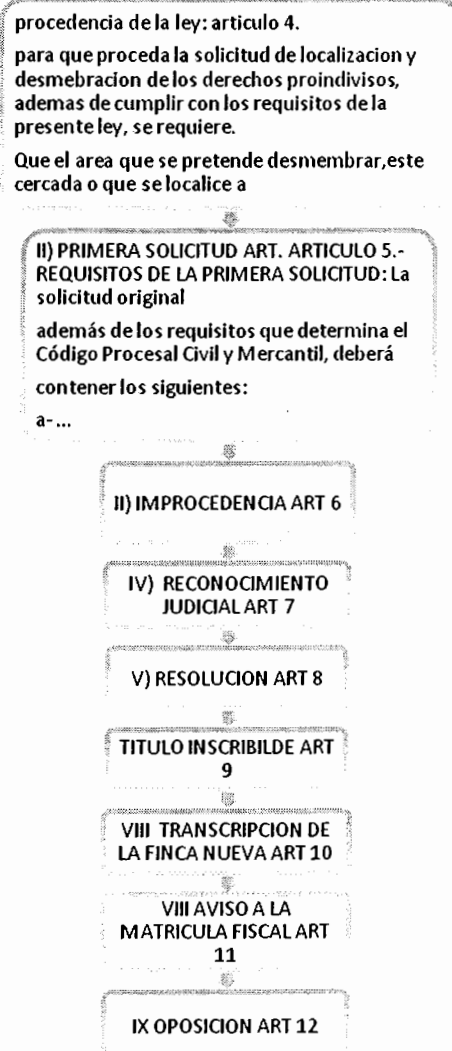 procedencia de la ley: articulo 4.
para que proceda la solicitud de localizacion y
desmebracion de los derechos proindivisos,
ademas de cumplir con los requisitos de la
presente ley, se requiere.
Que el area que se pretende desmembrar,este
cercada o que se localice a
II) PRIMERA SOLICITUD ART. ARTICULO 5.-
REQUISITOS DE LA PRIMERA SOLICITUD: La
solicitud original
además de los requisitos que determina el
Código Procesal Civil y Mercantil, deberá
contener los siguientes:
a-...
II) IMPROCEDENCIA ART 6
IV) RECONOCIMIENTO
JUDICIAL ART 7
V) RESOLUCION ART 8
TITULO INSCRIBILDE ART
9
VIII TRANSCRIPCION DE
LA FINCA NUEVA ART 10
VIII AVISO A LA
MATRICULA FISCAL ART
11
IX OPOSICION ART 12